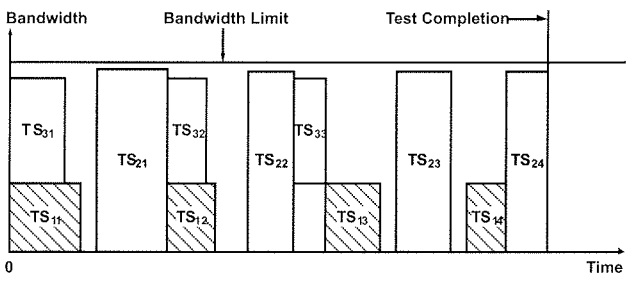 Bandwidth Bandwidth Limit Test Completion
TS31 TS32 TS33
TS21 TS22 TS23 TS24
TS11 TS12 TS13 TS14
0 Time